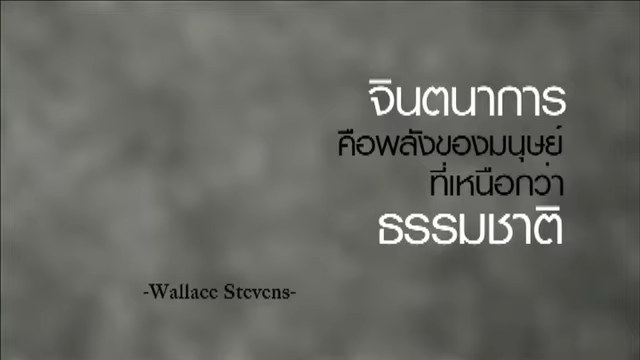 จินตนาการ
คือพลังของมนุษย์
ที่เหนือกว่า
ธรรมชาติ
-Wallace Stevens-